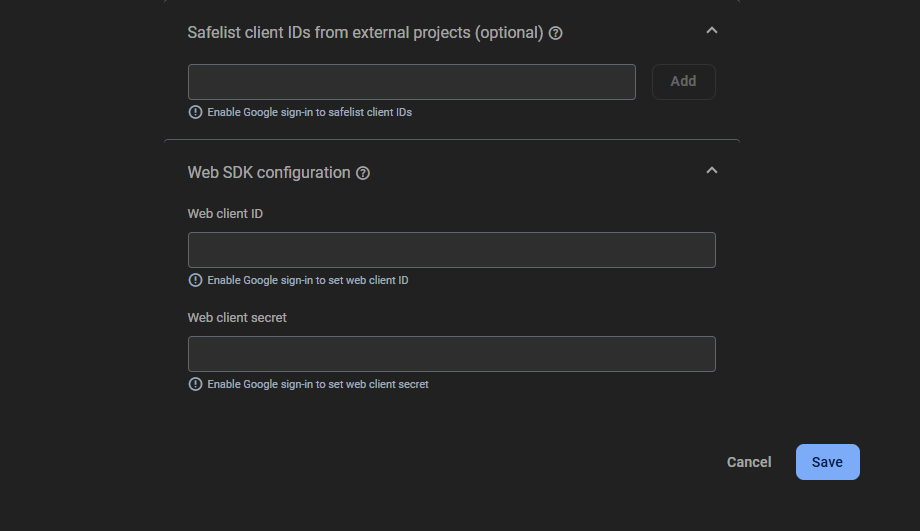 Safelist client IDs from external projects (optional)
Add
Enable Google sign-in to safelist client IDs
Web SDK configuration
Web client ID
Enable Google sign-in to set web client ID
Web client secret
Enable Google sign-in to set web client secret
Cancel
Save